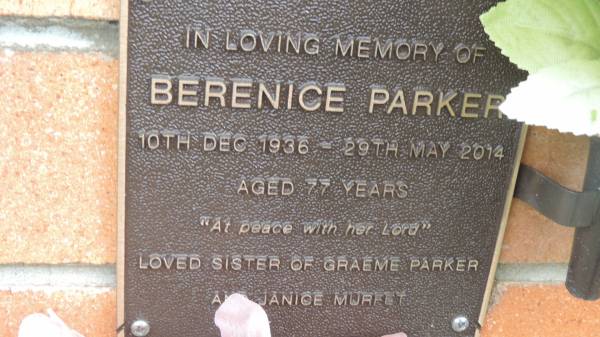 IN LOVING MEMORY OF
BERENICE PARKER
10TH DEC 1936 - 29TH MAY 2014
AGED 77 YEARS
"At peace with her Lord"
LOVED SISTER OF GRAEME PARKER
AND JANICE MURFET